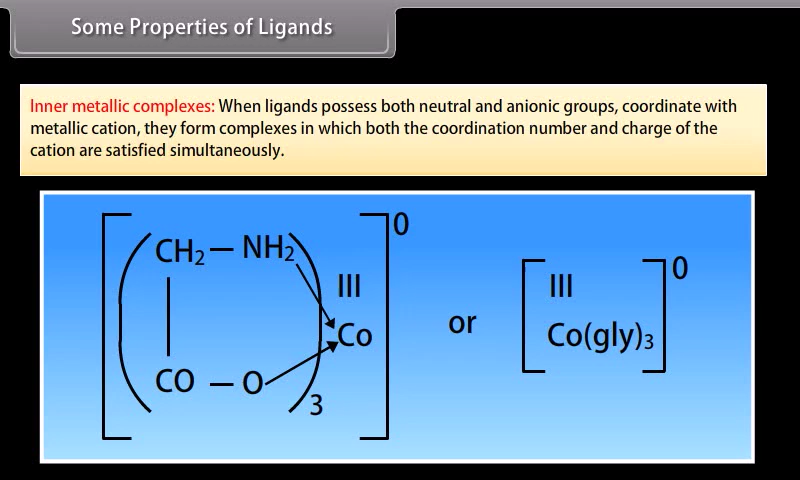 Some Properties of Ligands
Inner metallic complexes: When ligands possess both neutral and anionic groups, coordinate with
metallic cation, they form complexes in which both the coordination number and charge of the
cation are satisfied simultaneously.
0
CH₂ — NH₂
III
Co
CO — O
3
or
0
III
Co(gly)₃